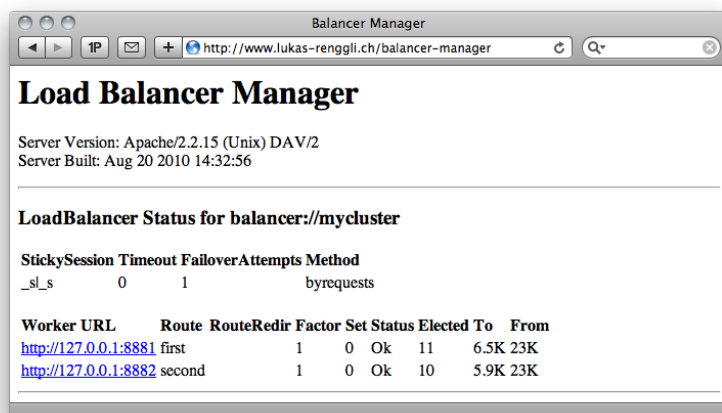 Balancer Manager
1P
http://www.lukas-renggli.ch/balancer-manager
Load Balancer Manager
Server Version: Apache/2.2.15 (Unix) DAV/2
Server Built: Aug 20 2010 14:32:56
LoadBalancer Status for balancer://mycluster
StickySession Timeout FailoverAttempts Method
_s|_s 0 1 byrequests
Worker URL Route RouteRedir Factor Set Status Elected To From
http://127.0.0.1:8881 first 1 0 Ok 11 6.5K 23K
http://127.0.0.1:8882 second 1 0 Ok 10 5.9K 23K